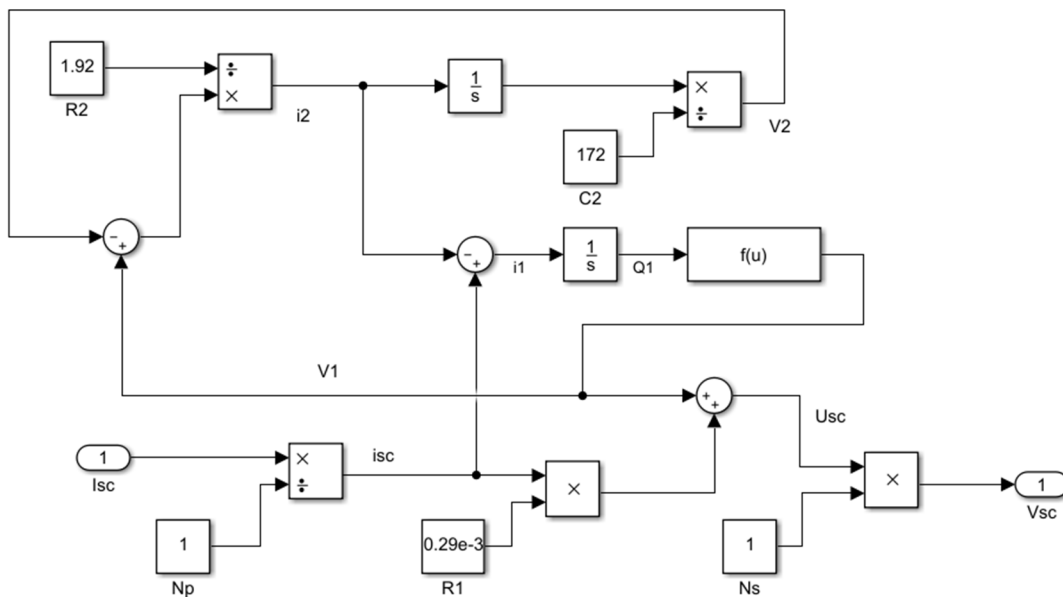 1.92
R2
÷
×
i2
1
s
×
÷
V2
172
C2
-
+
-
+
i1
1
s
Q1
f(u)
V1
+
+
Usc
1
Isc
×
÷
isc
×
×
1
Vsc
1
Np
0.29e-3
R1
1
Ns